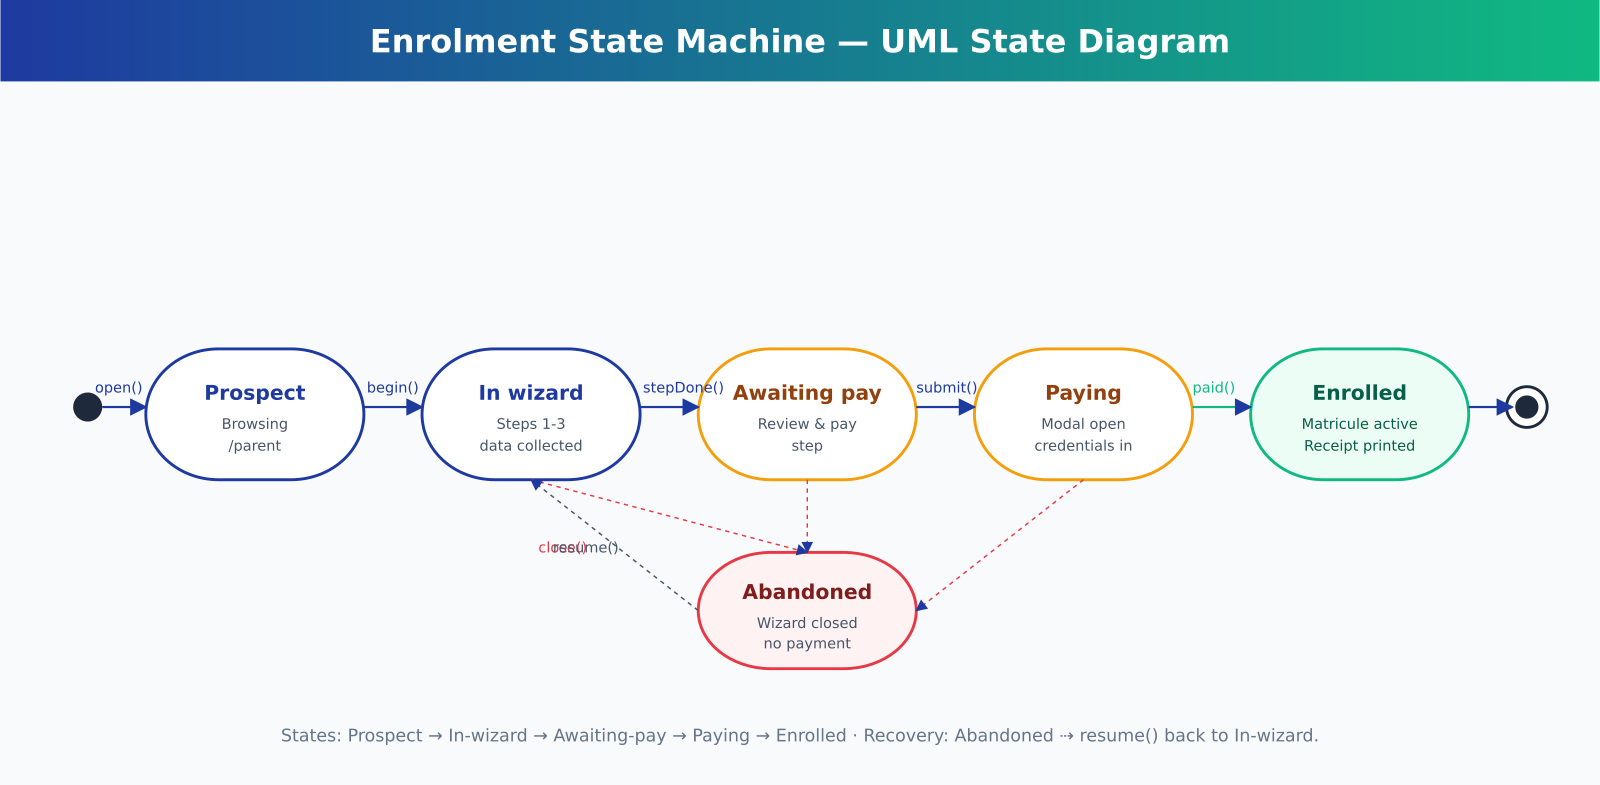 Enrolment State Machine — UML State Diagram
open()
Prospect
Browsing
/parent
begin()
In wizard
Steps 1-3
data collected
stepDone()
Awaiting pay
Review & pay
step
submit()
Paying
Modal open
credentials in
paid()
Enrolled
Matricule active
Receipt printed
close()
resume()
Abandoned
Wizard closed
no payment
States: Prospect → In-wizard → Awaiting-pay → Paying → Enrolled · Recovery: Abandoned ⇢ resume() back to In-wizard.